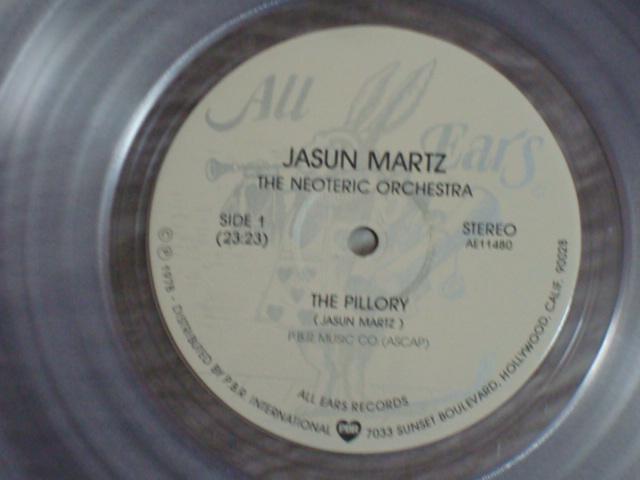 All Ears
JASUN MARTZ
THE NEOTERIC ORCHESTRA
SIDE 1
(23:23)
STEREO
AE11480
THE PILLORY
( JASUN MARTZ )
P.B.R. MUSIC CO. (ASCAP)
ALL EARS RECORDS
© ℗ 1978 - DISTRIBUTED BY P.B.R. INTERNATIONAL PBR 7033 SUNSET BOULEVARD, HOLLYWOOD, CALIF. 90028